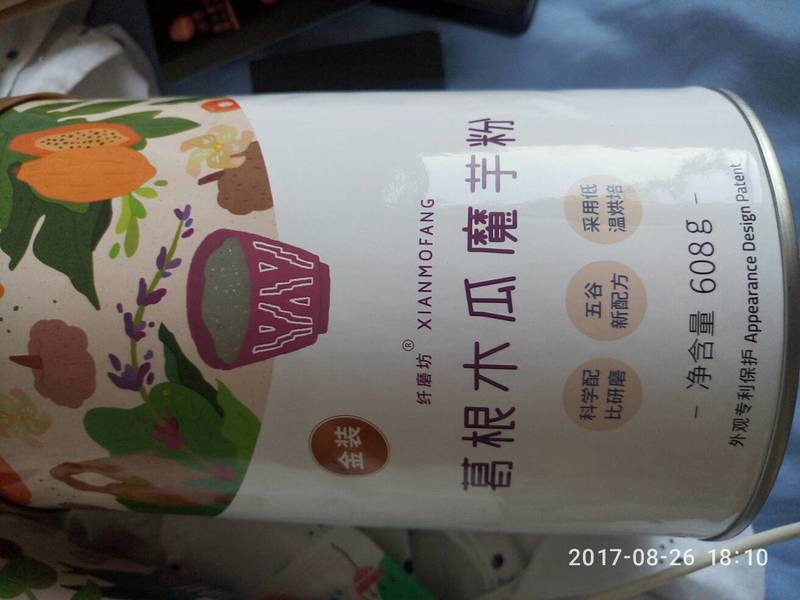 纤磨坊® XIANMOFANG
金装
葛根木瓜魔芋粉
科学配
比研磨
五谷
新配方
采用低
温烘培
— 净含量 608g —
外观专利保护 Appearance Design Patent
2017-08-26 18:10